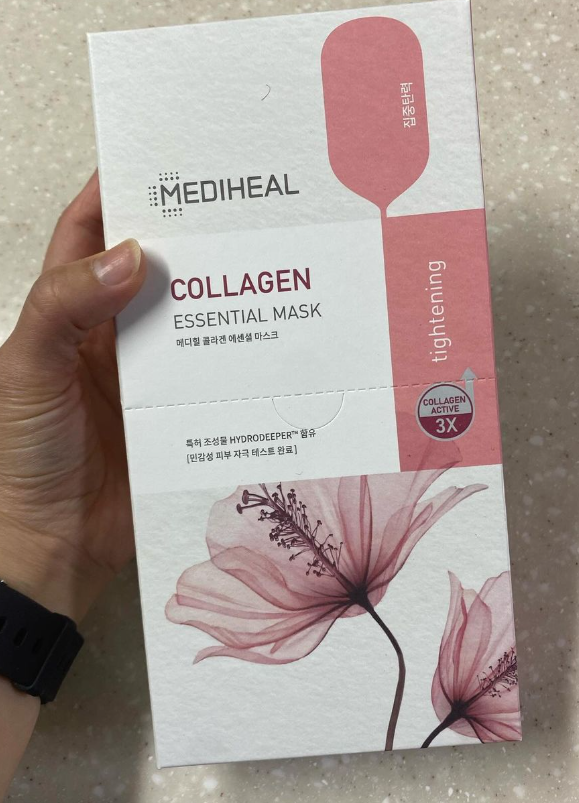 집중탄력
MEDIHEAL
COLLAGEN
ESSENTIAL MASK
메디힐 콜라겐 에센셜 마스크
tightening
COLLAGEN
ACTIVE
3X
특허 조성물 HYDRODEEPER™ 함유
[민감성 피부 자극 테스트 완료]